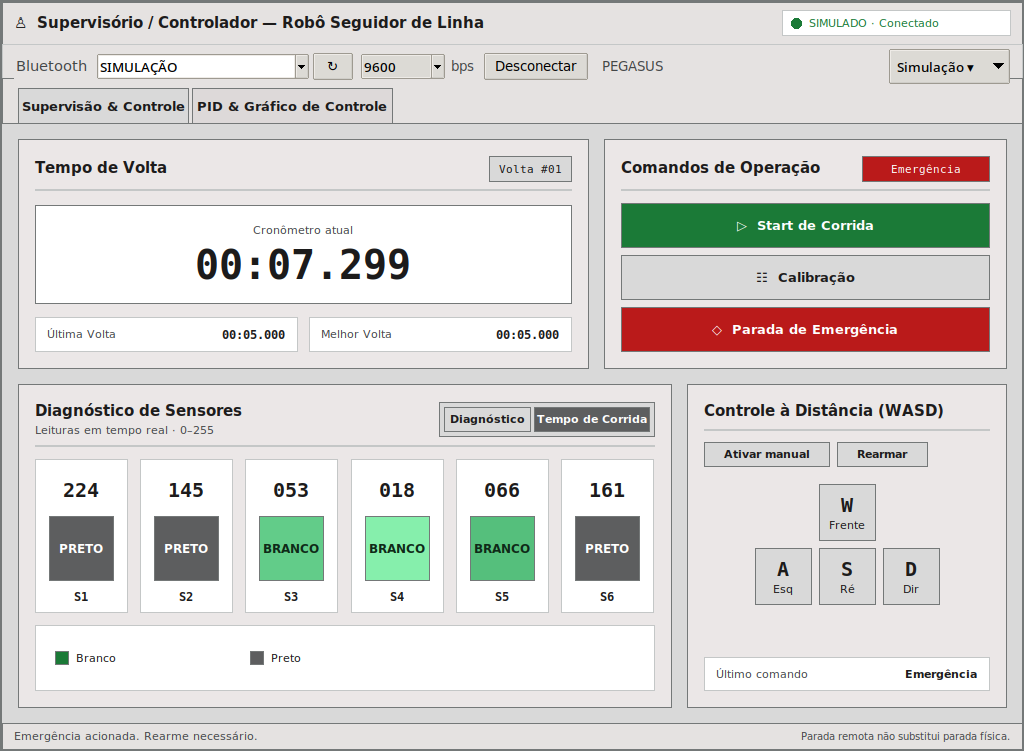 Supervisório / Controlador — Robô Seguidor de Linha
SIMULADO · Conectado
Bluetooth SIMULAÇÃO ↻ 9600 bps Desconectar PEGASUS Simulação ▾
Supervisão & Controle PID & Gráfico de Controle
Tempo de Volta
Volta #01
Cronômetro atual
00:07.299
Última Volta 00:05.000
Melhor Volta 00:05.000
Comandos de Operação
Emergência
▷ Start de Corrida
☷ Calibração
◇ Parada de Emergência
Diagnóstico de Sensores
Leituras em tempo real · 0–255
Diagnóstico Tempo de Corrida
224 145 053 018 066 161
PRETO PRETO BRANCO BRANCO BRANCO PRETO
S1 S2 S3 S4 S5 S6
Branco Preto
Controle à Distância (WASD)
Ativar manual Rearmar
W
Frente
A S D
Esq Ré Dir
Último comando Emergência
Emergência acionada. Rearme necessário.
Parada remota não substitui parada física.